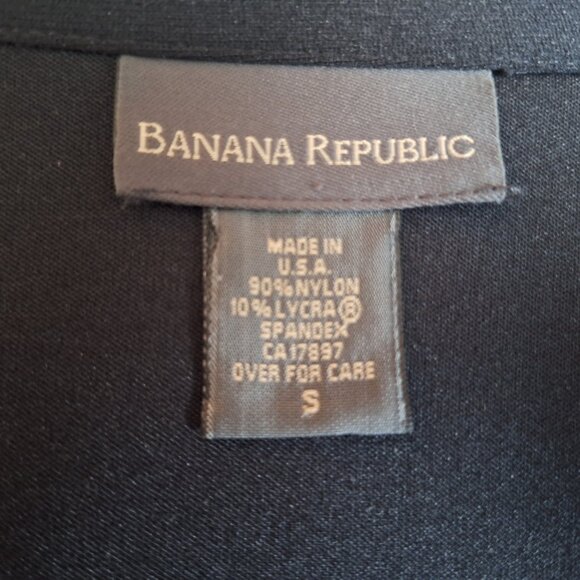 BANANA REPUBLIC
MADE IN
U.S.A.
90% NYLON
10% LYCRA®
SPANDEX
CA17897
OVER FOR CARE
S